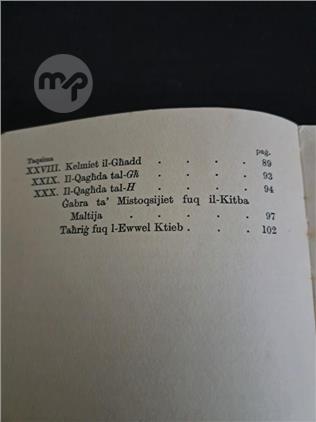 mp
Taqsima pag.
XXVIII. Kelmiet il-Għadd . . . . 89
XXIX. Il-Qagħda tal-Għ . . . . 93
XXX. Il-Qagħda tal-H . . . . 94
Ġabra ta' Mistoqsijiet fuq il-Kitba
Maltija . . . . . . 97
Taħriġ fuq l-Ewwel Ktieb . . . 102